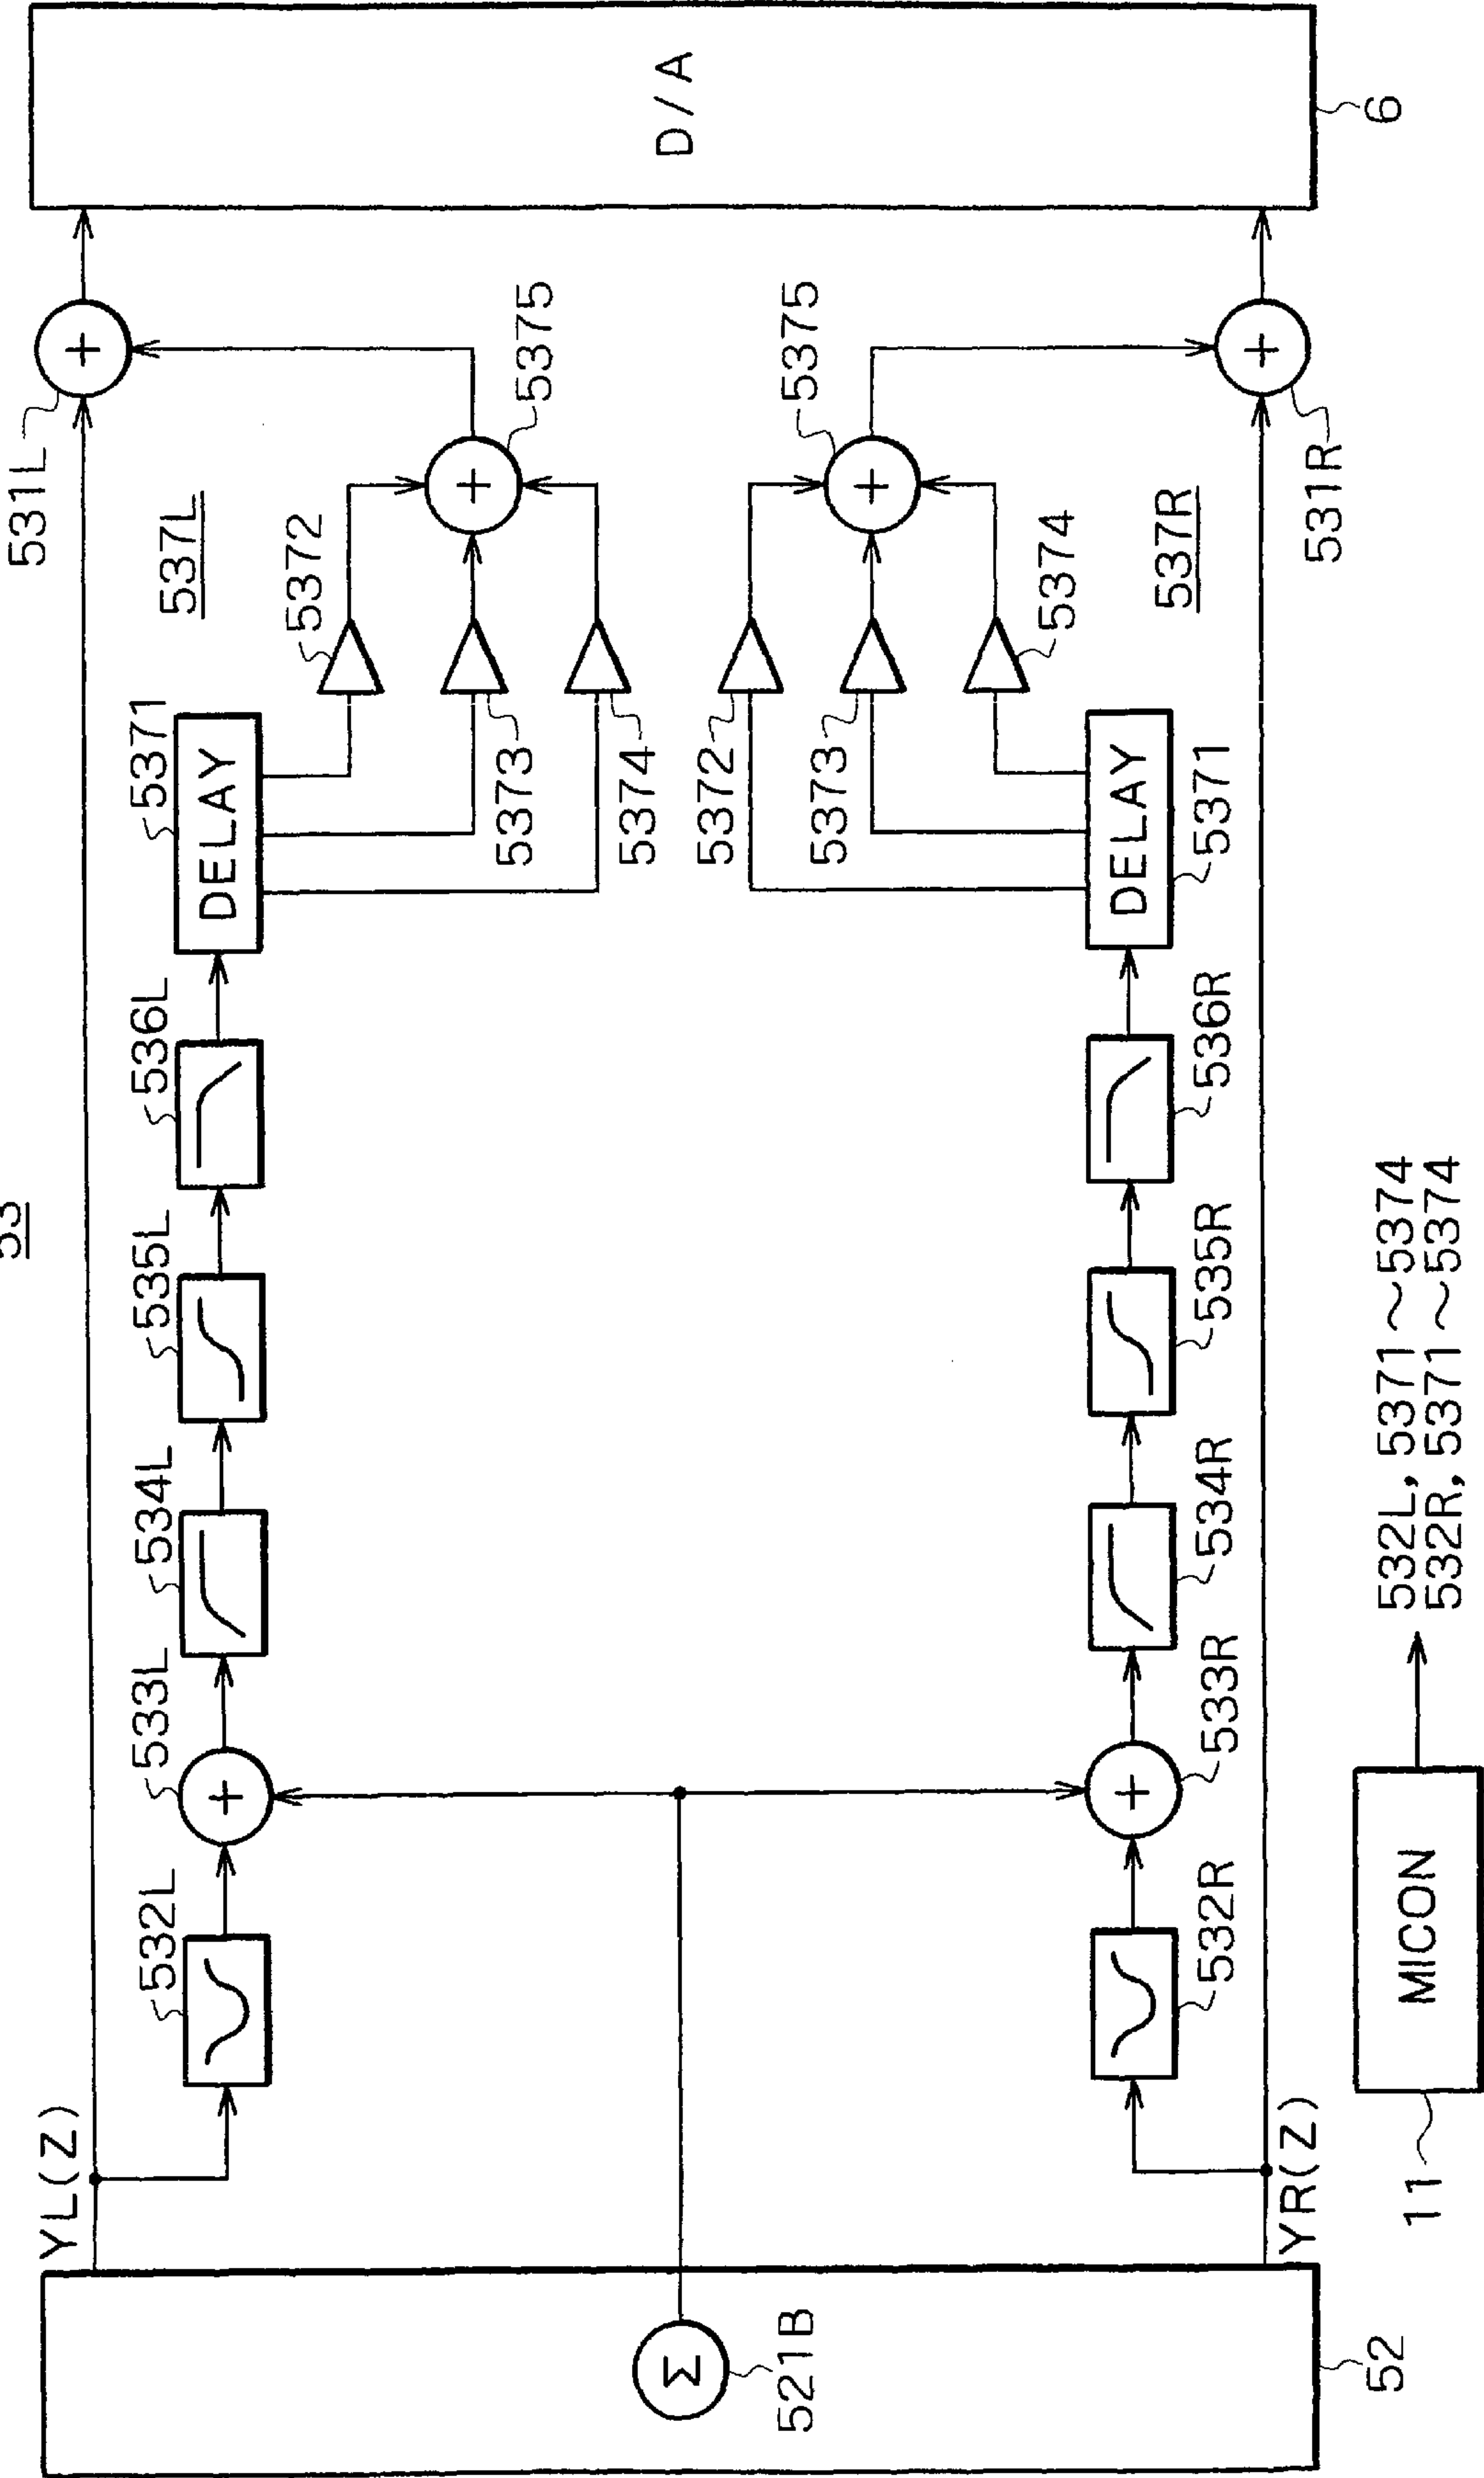 53
YL(Z)
532L
533L
534L
535L
536L
5371
DELAY
537L
5372
5373
5374
5375
531L
521B
Σ
52
+
+
+
+
+
+
D/A
6
5372
5373
5374
5375
537R
DELAY
5371
532R
533R
534R
535R
536R
531R
YR(Z)
11
MICON
532L, 5371~5374
532R, 5371~5374